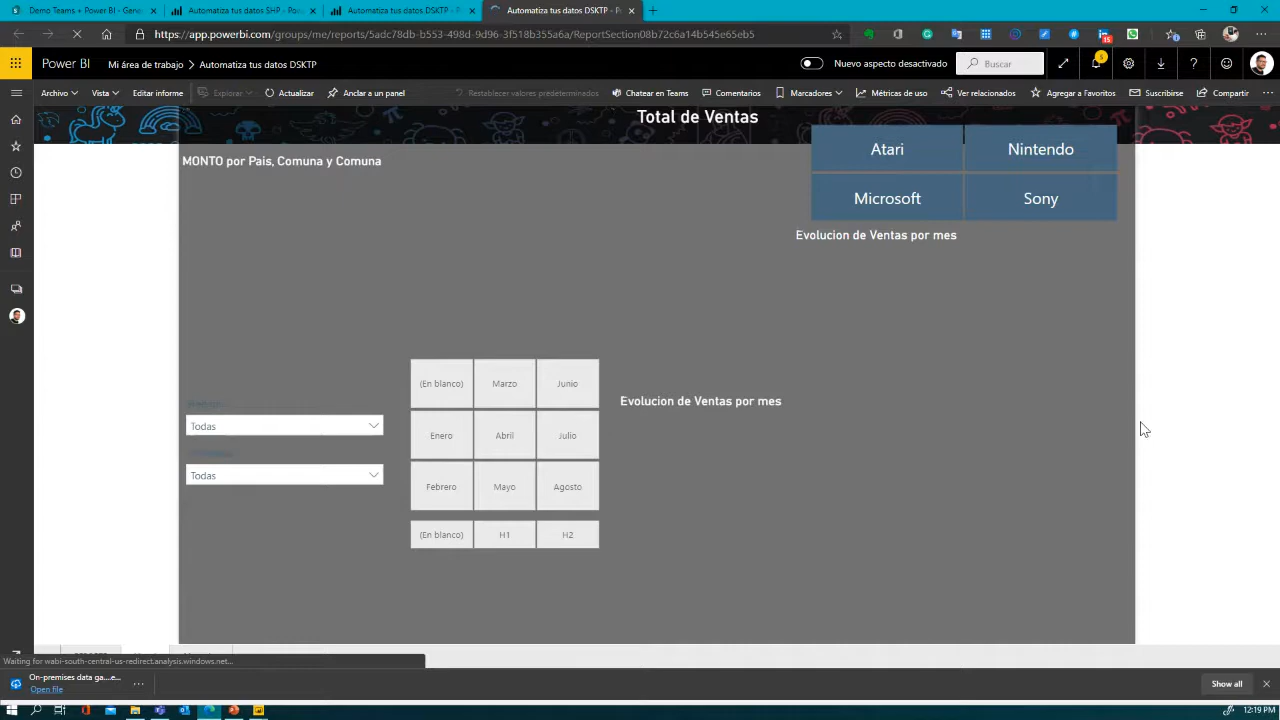 Demo Teams + Power BI - Gener
Automatiza tus datos SHP - Powe
Automatiza tus datos DSKTP - P
Automatiza tus datos DSKTP - Po
https://app.powerbi.com/groups/me/reports/5adc78db-b553-498d-9d96-3f518b355a6a/ReportSection08b72c6a14b545e65eb5
15
Power BI
Mi área de trabajo
Automatiza tus datos DSKTP
Nuevo aspecto desactivado
Buscar
5
Archivo
Vista
Editar informe
Explorar
Actualizar
Anclar a un panel
Restablecer valores predeterminados
Chatear en Teams
Comentarios
Marcadores
Métricas de uso
Ver relacionados
Agregar a Favoritos
Suscribirse
Compartir
Total de Ventas
MONTO por Pais, Comuna y Comuna
Atari
Nintendo
Microsoft
Sony
Evolucion de Ventas por mes
(En blanco)
Marzo
Junio
Evolucion de Ventas por mes
Todas
Enero
Abril
Julio
Todas
Febrero
Mayo
Agosto
(En blanco)
H1
H2
Waiting for wabi-south-central-us-redirect.analysis.windows.net...
On-premises data ga....e
Open file
Show all
12:19 PM